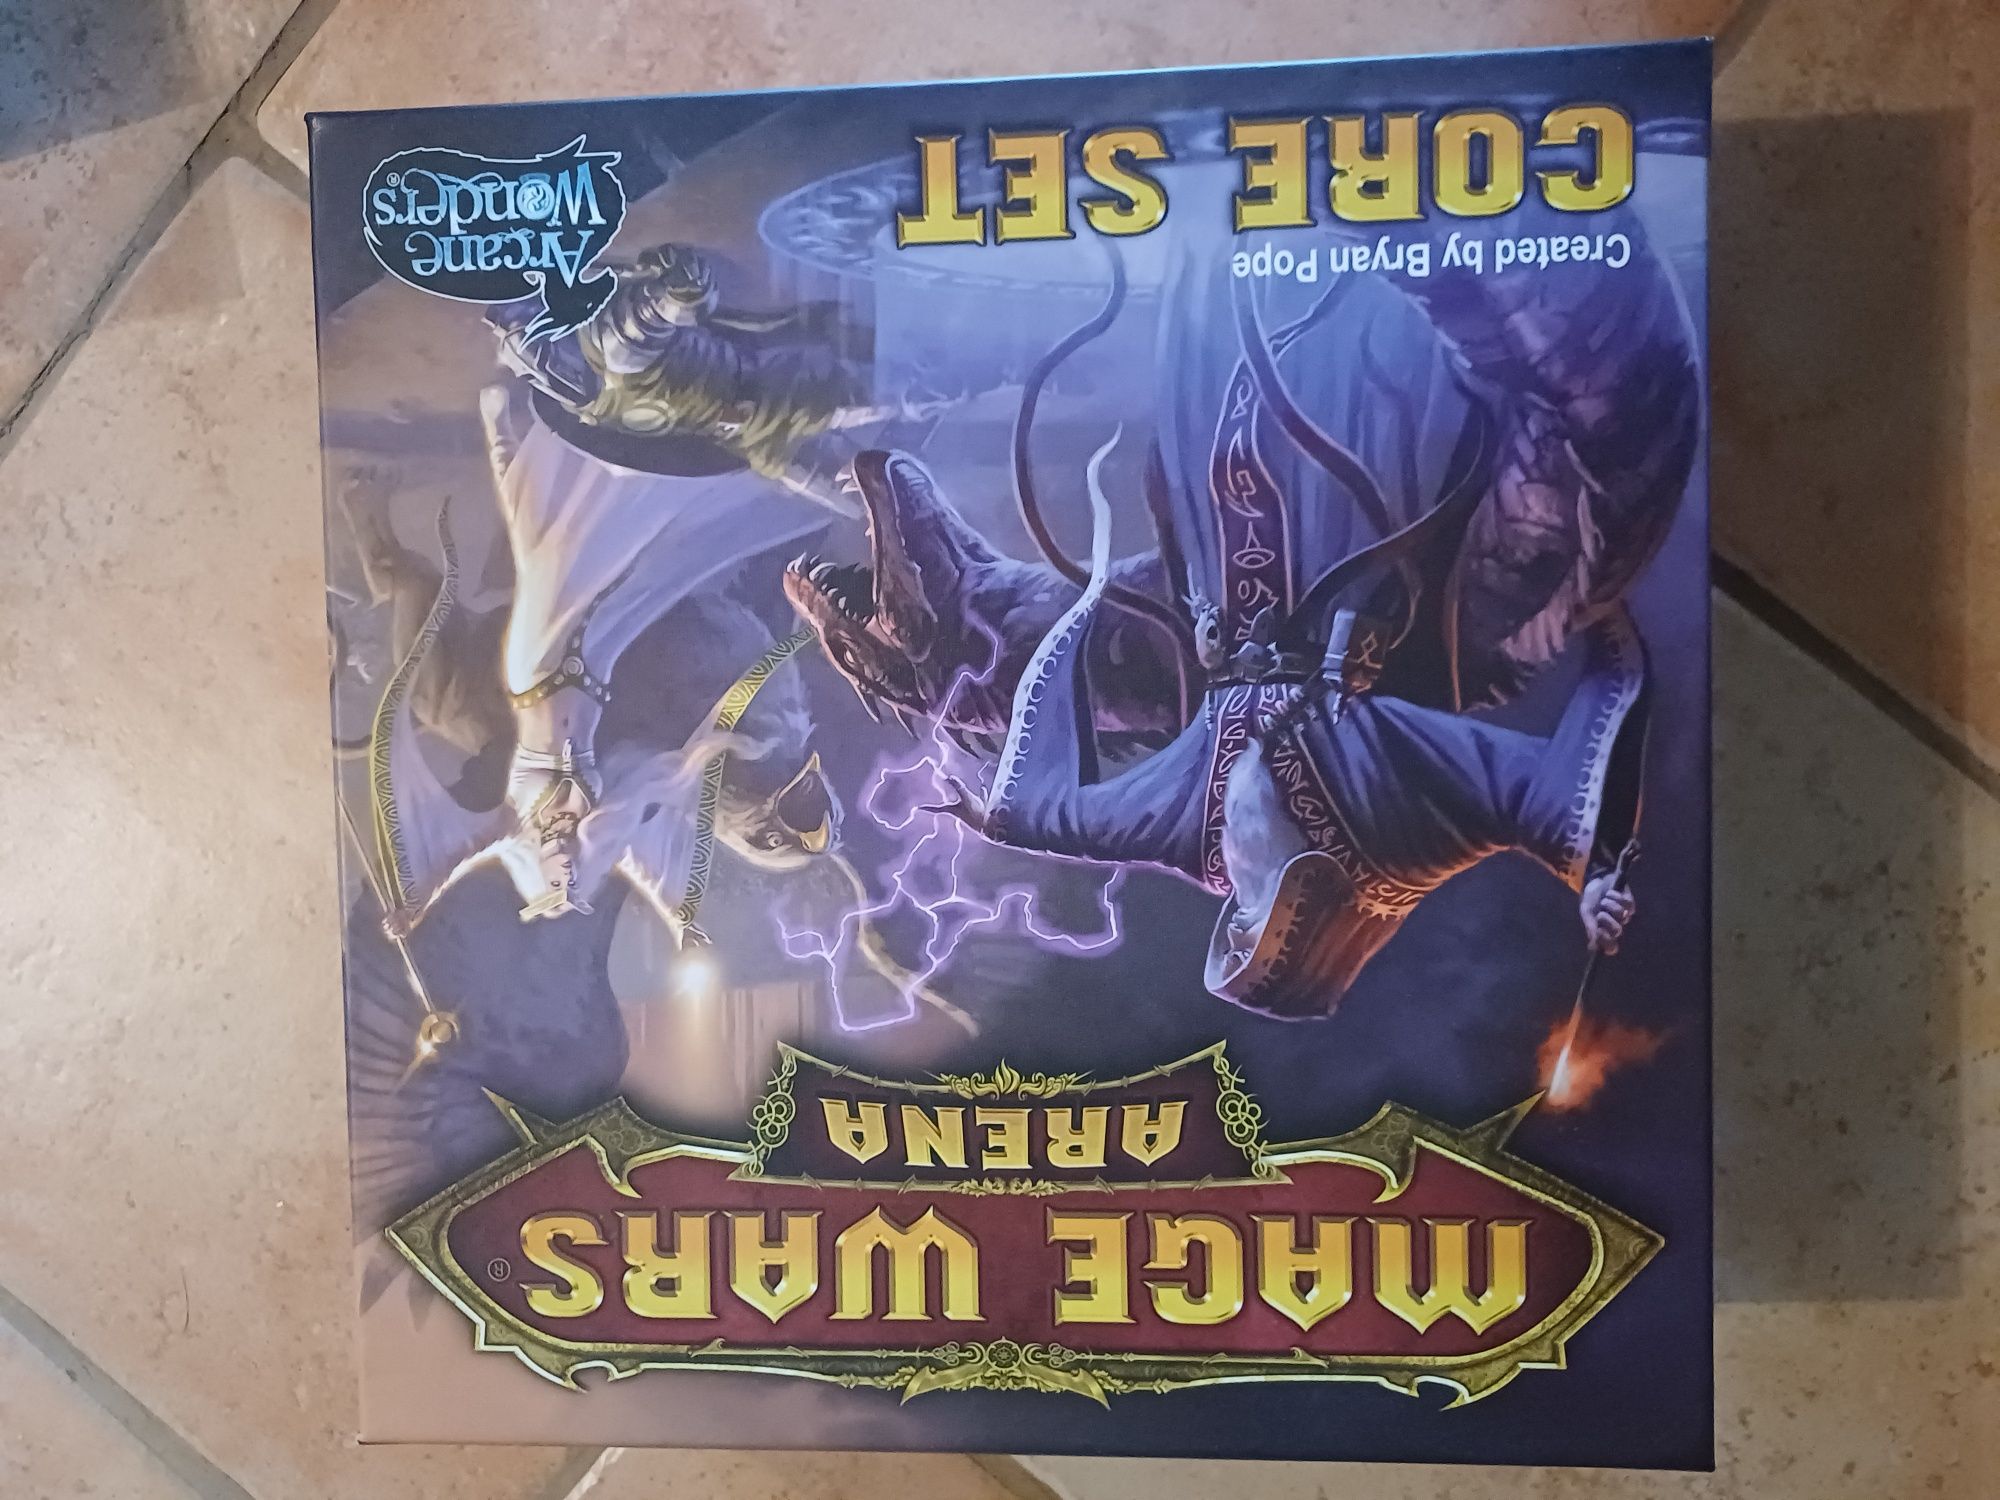 MAGE WARS®
ARENA
Created by Bryan Pope
CORE SET
Arcane
Wonders®